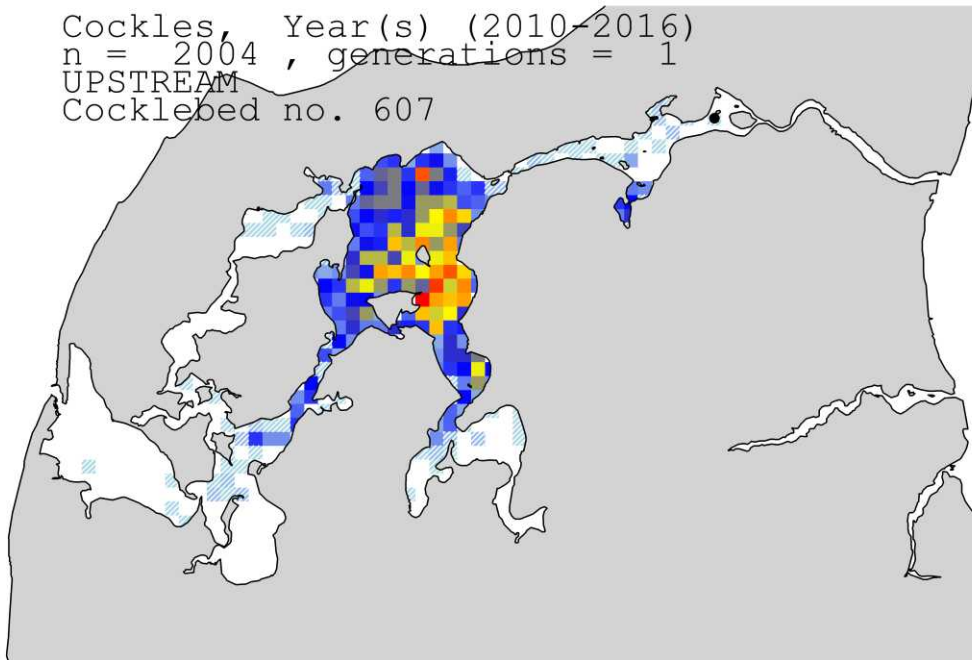 Cockles, Year(s) (2010-2016)
n = 2004 , generations = 1
UPSTREAM
Cocklebed no. 607